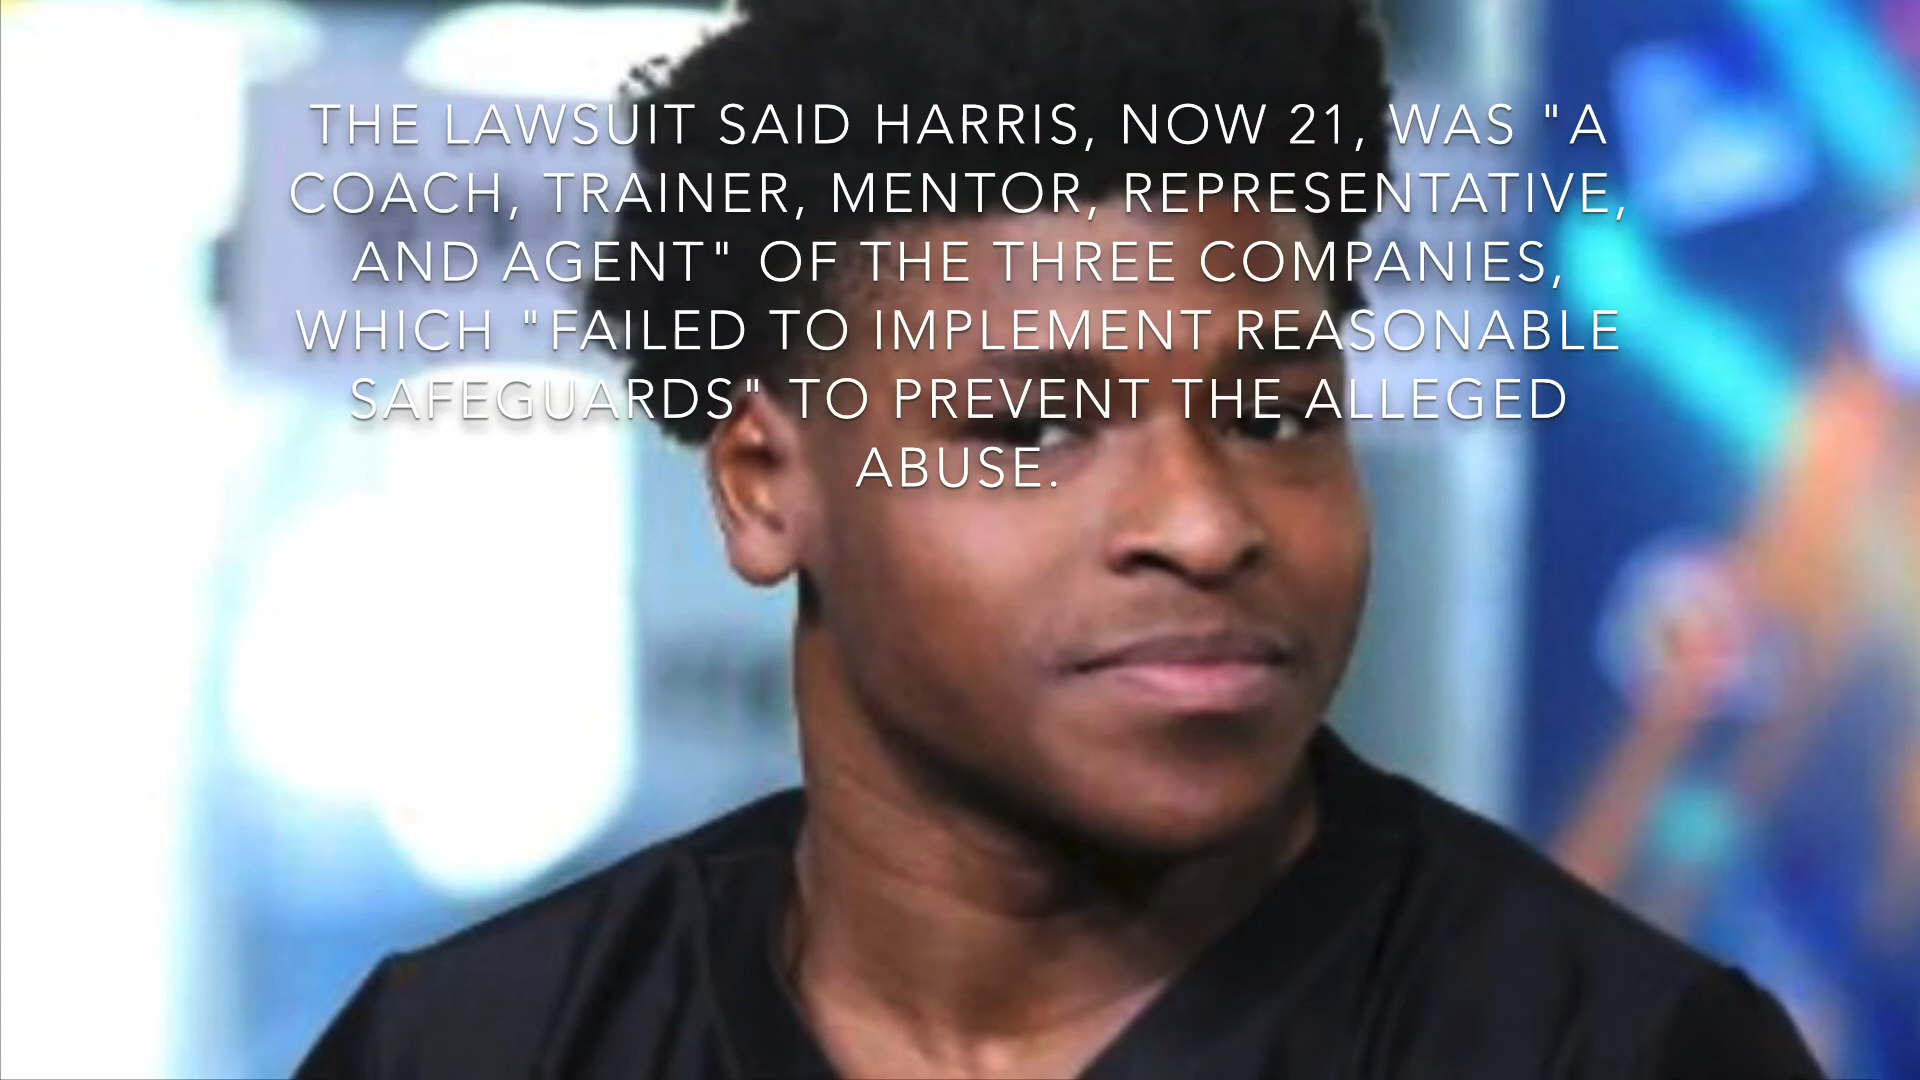 THE LAWSUIT SAID HARRIS, NOW 21, WAS "A
COACH, TRAINER, MENTOR, REPRESENTATIVE,
AND AGENT" OF THE THREE COMPANIES,
WHICH "FAILED TO IMPLEMENT REASONABLE
SAFEGUARDS" TO PREVENT THE ALLEGED
ABUSE.